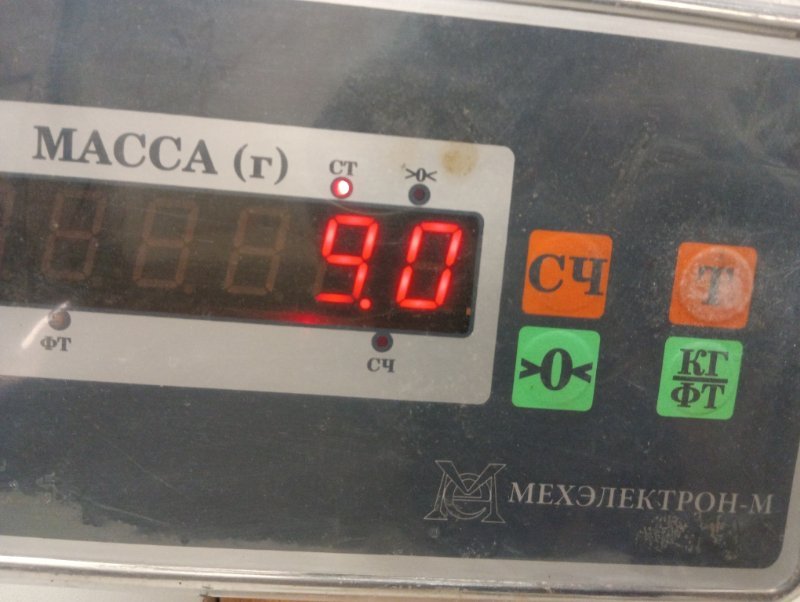 МАССА (г)
СТ
>0<
9.0
ФТ
СЧ
СЧ
Т
>0<
КГ
ФТ
МЕХЭЛЕКТРОН-М